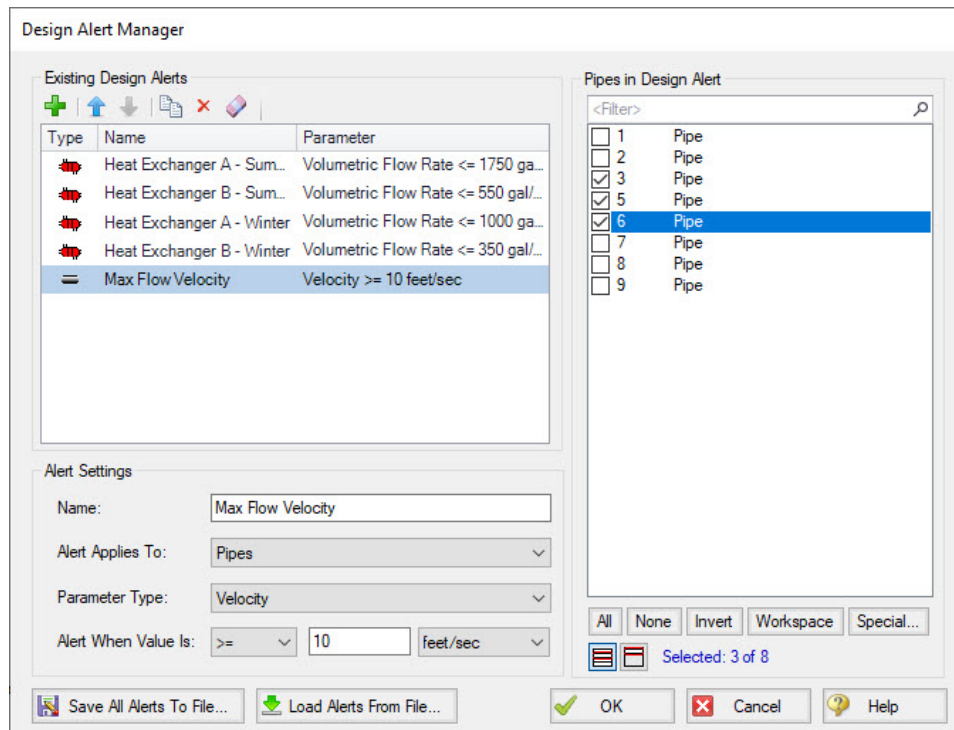 Design Alert Manager
Existing Design Alerts
Type Name Parameter
Heat Exchanger A - Sum... Volumetric Flow Rate <= 1750 ga...
Heat Exchanger B - Sum... Volumetric Flow Rate <= 550 gal/...
Heat Exchanger A - Winter Volumetric Flow Rate <= 1000 ga...
Heat Exchanger B - Winter Volumetric Flow Rate <= 350 gal/...
Max Flow Velocity Velocity >= 10 feet/sec
Alert Settings
Name: Max Flow Velocity
Alert Applies To: Pipes
Parameter Type: Velocity
Alert When Value Is: >= 10 feet/sec
Pipes in Design Alert
<Filter>
1 Pipe
2 Pipe
3 Pipe
5 Pipe
6 Pipe
7 Pipe
8 Pipe
9 Pipe
All None Invert Workspace Special...
Selected: 3 of 8
Save All Alerts To File... Load Alerts From File... OK Cancel Help